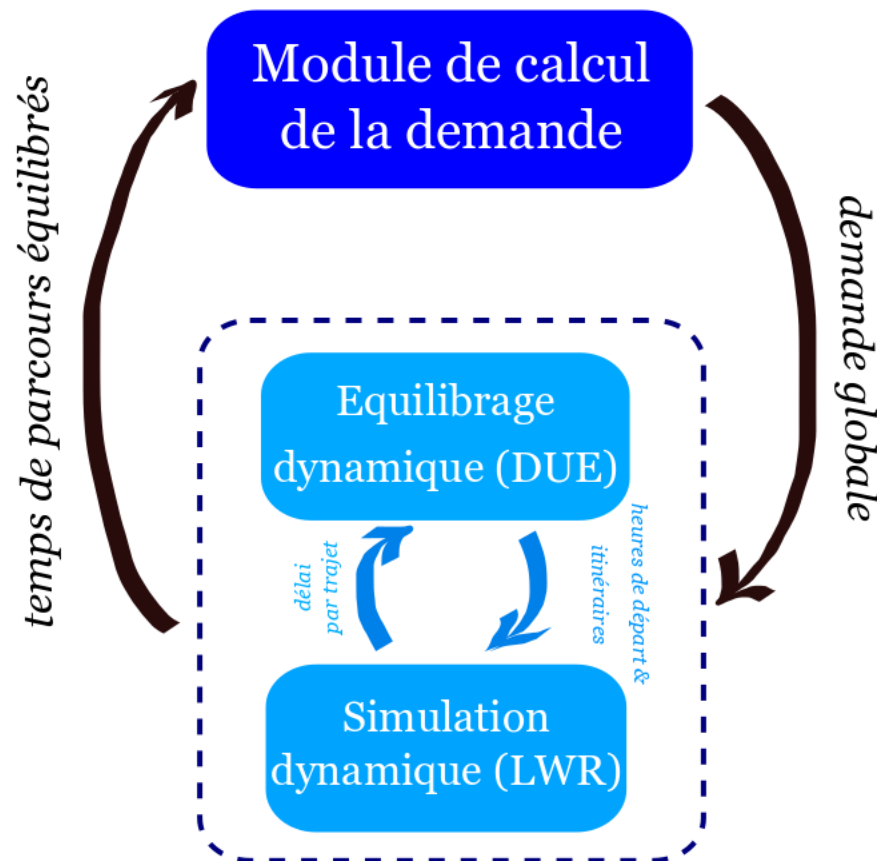 Module de calcul
de la demande
temps de parcours équilibrés
demande globale
Equilibrage
dynamique (DUE)
délai
par trajet
heures de départ &
itinéraires
Simulation
dynamique (LWR)